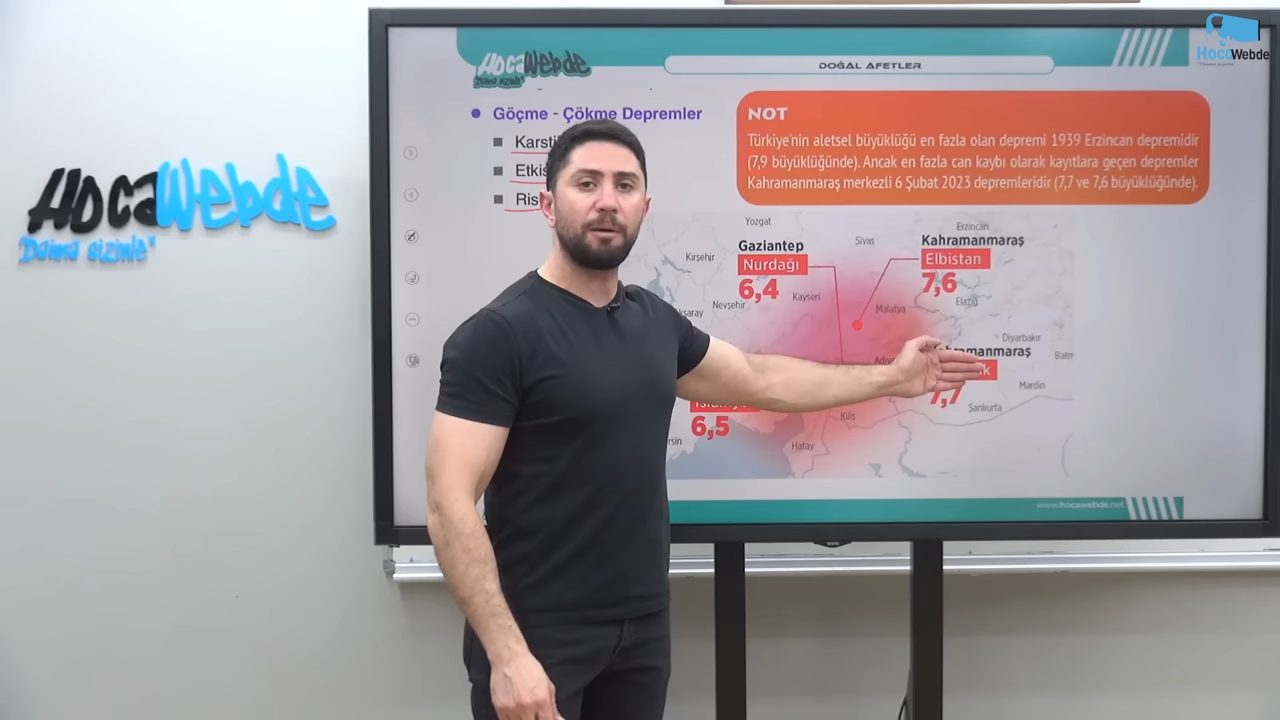 HocaWebde
"Daima sizinle"
HocaWebde
"Daima sizinle"
DOĞAL AFETLER
HocaWebde
Göçme - Çökme Depremler
NOT
Türkiye'nin aletsel büyüklüğü en fazla olan depremi 1939 Erzincan depremidir
(7,9 büyüklüğünde). Ancak en fazla can kaybı olarak kayıtlara geçen depremler
Kahramanmaraş merkezli 6 Şubat 2023 depremleridir (7,7 ve 7,6 büyüklüğünde).
Yozgat
Sivas
Erzincan
Kırşehir
Gaziantep
Nurdağı
6,4
Kahramanmaraş
Elbistan
7,6
Nevşehir
Kayseri
Malatya
Elazığ
Diyarbakır
Mardin
Şanlıurfa
7,7
6,5
Kilis
Hatay
www.hocawebde.net